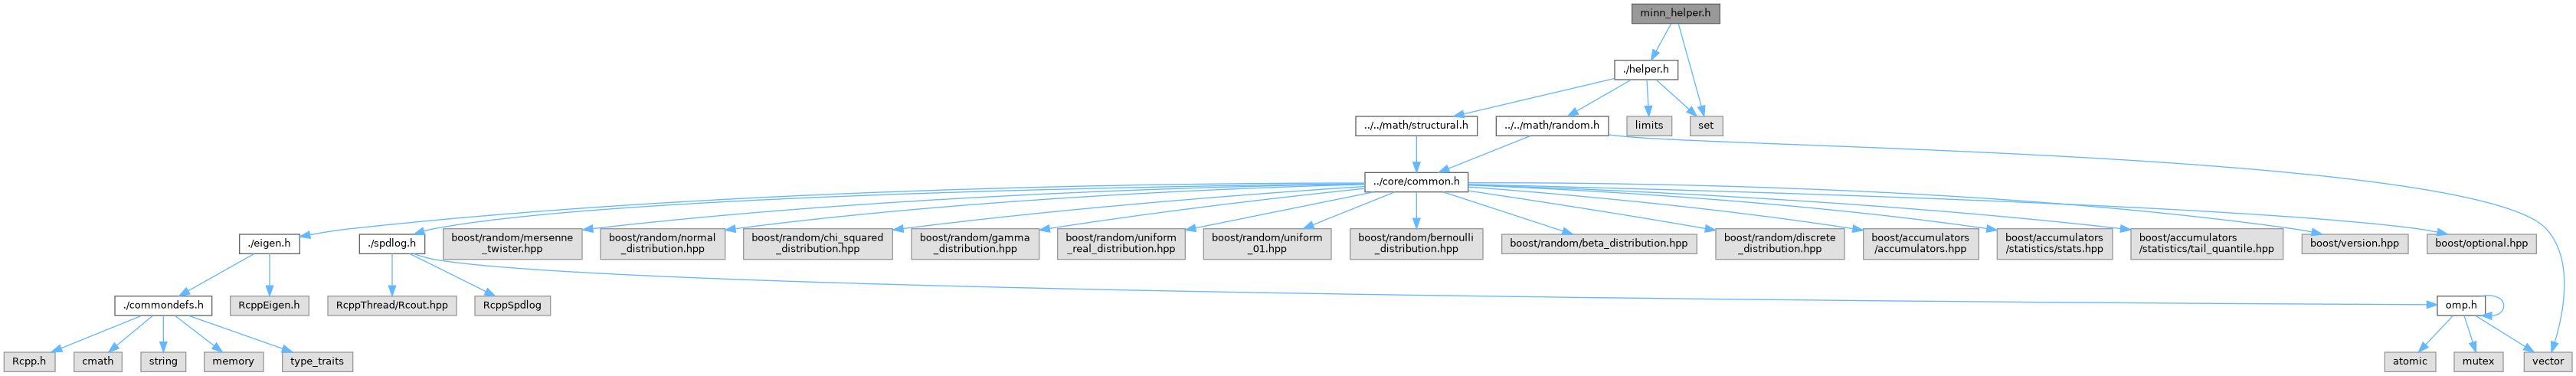 minn_helper.h
./helper.h
../../math/structural.h
../../math/random.h
limits
set
../core/common.h
./eigen.h
./spdlog.h
boost/random/mersenne
_twister.hpp
boost/random/normal
_distribution.hpp
boost/random/chi_squared
_distribution.hpp
boost/random/gamma
_distribution.hpp
boost/random/uniform
_real_distribution.hpp
boost/random/uniform
_01.hpp
boost/random/bernoulli
_distribution.hpp
boost/random/beta_distribution.hpp
boost/random/discrete
_distribution.hpp
boost/accumulators
/accumulators.hpp
boost/accumulators
/statistics/stats.hpp
boost/accumulators
/statistics/tail_quantile.hpp
boost/version.hpp
boost/optional.hpp
./commondefs.h
RcppEigen.h
RcppThread/Rcout.hpp
RcppSpdlog
omp.h
Rcpp.h
cmath
string
memory
type_traits
atomic
mutex
vector